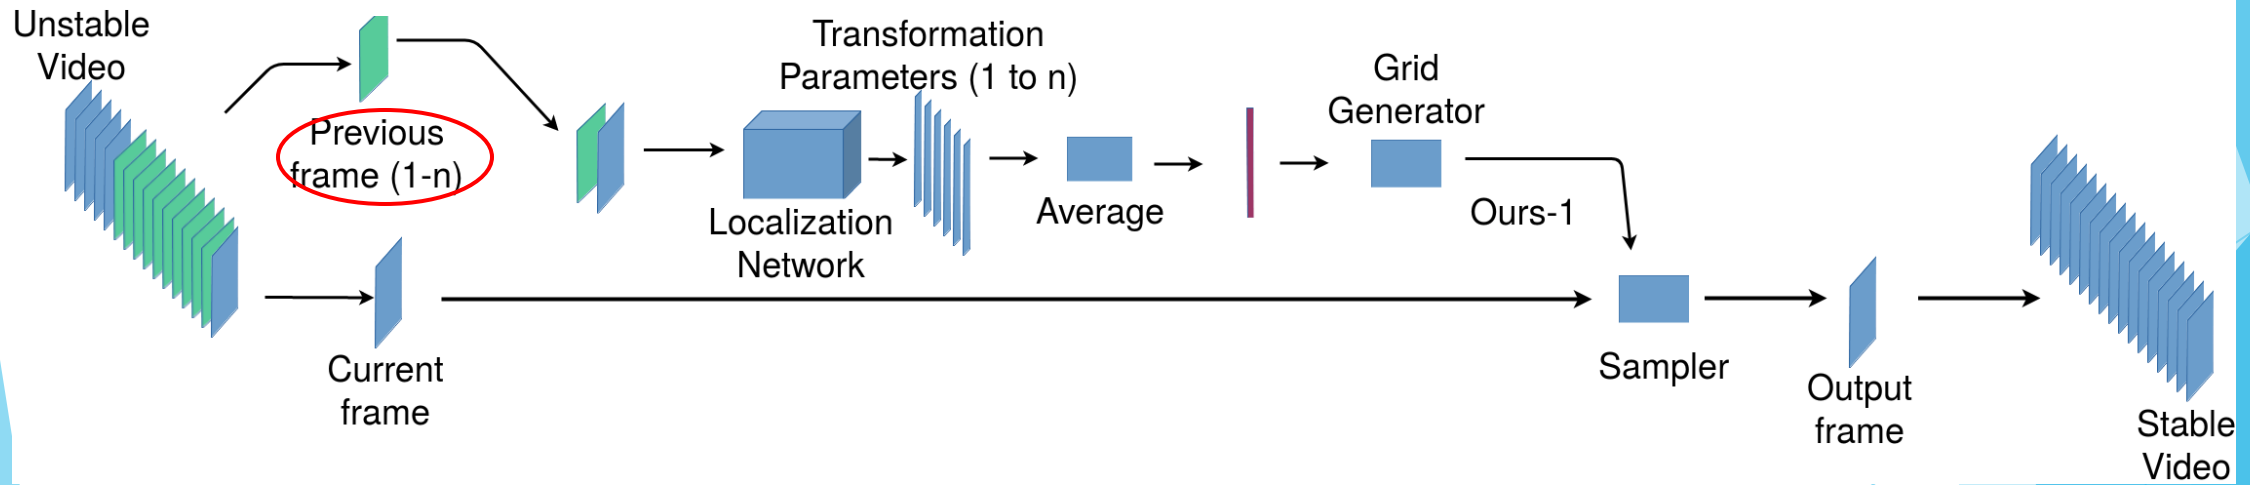 Unstable
Video
Previous
frame (1-n)
Current
frame
Transformation
Parameters (1 to n)
Localization
Network
Average
Grid
Generator
Ours-1
Sampler
Output
frame
Stable
Video